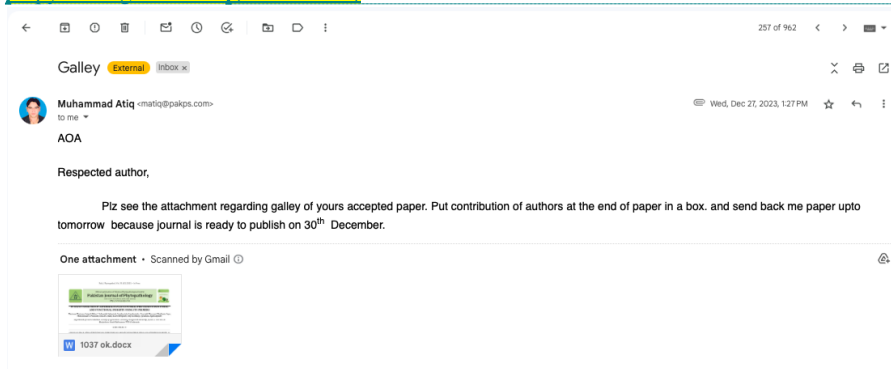 257 of 962
Galley External Inbox x
Muhammad Atiq <matiq@pakps.com> Wed, Dec 27, 2023, 1:27 PM
to me
AOA
Respected author,
Plz see the attachment regarding galley of yours accepted paper. Put contribution of authors at the end of paper in a box. and send back me paper upto
tomorrow because journal is ready to publish on 30th December.
One attachment • Scanned by Gmail
Pakistan Journal of Phytopathology
W 1037 ok.docx